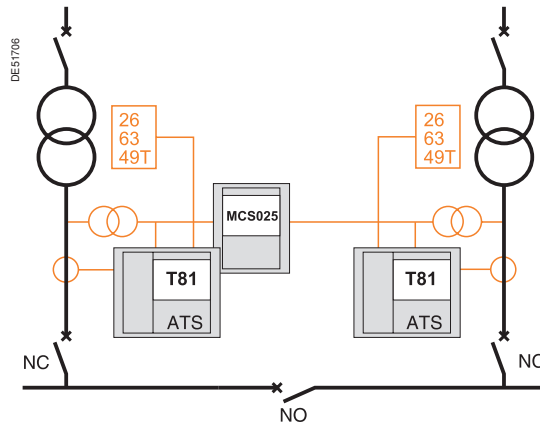 DE51706
26
63
49T
26
63
49T
MCS025
T81
ATS
T81
ATS
NC
NC
NO